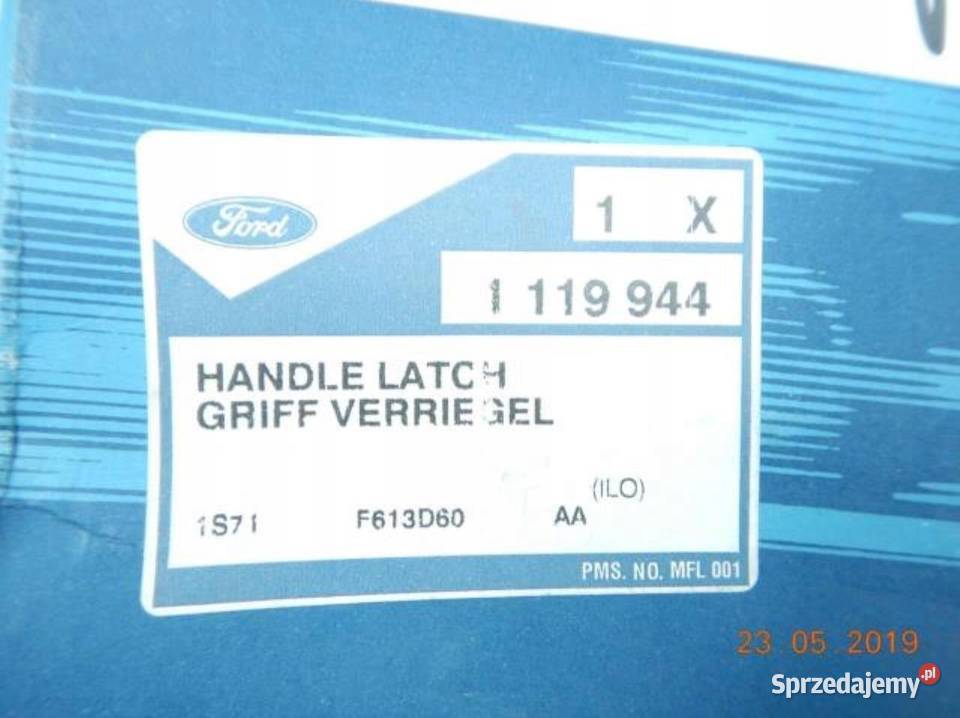 Ford
1 X
1 119 944
HANDLE LATCH
GRIFF VERRIEGEL
(ILO)
1S71 F613D60 AA
PMS. NO. MFL 001
23 05 2019
Sprzedajemy.pl